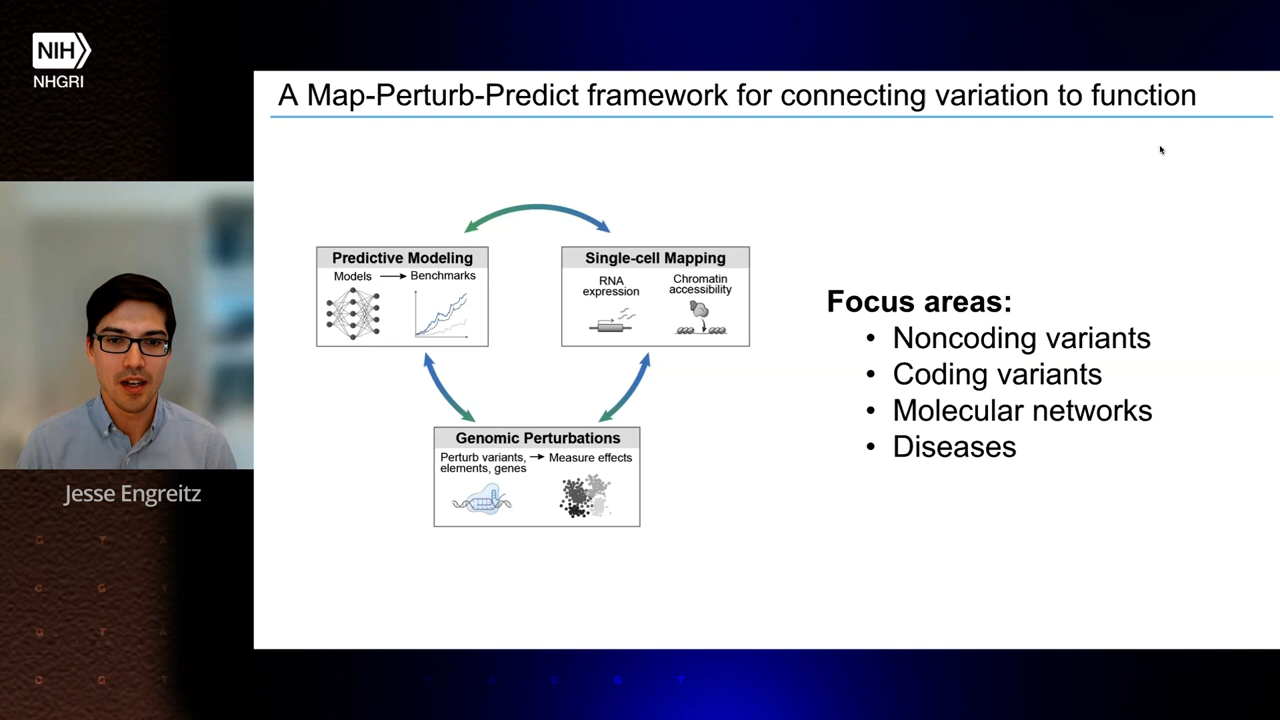 NIH
NHGRI
A Map-Perturb-Predict framework for connecting variation to function
Predictive Modeling
Models
Benchmarks
Single-cell Mapping
RNA
expression
Chromatin
accessibility
Genomic Perturbations
Perturb variants,
elements, genes
Measure effects
Focus areas:
• Noncoding variants
• Coding variants
• Molecular networks
• Diseases
Jesse Engreitz
G T
C G
G T
C G G T